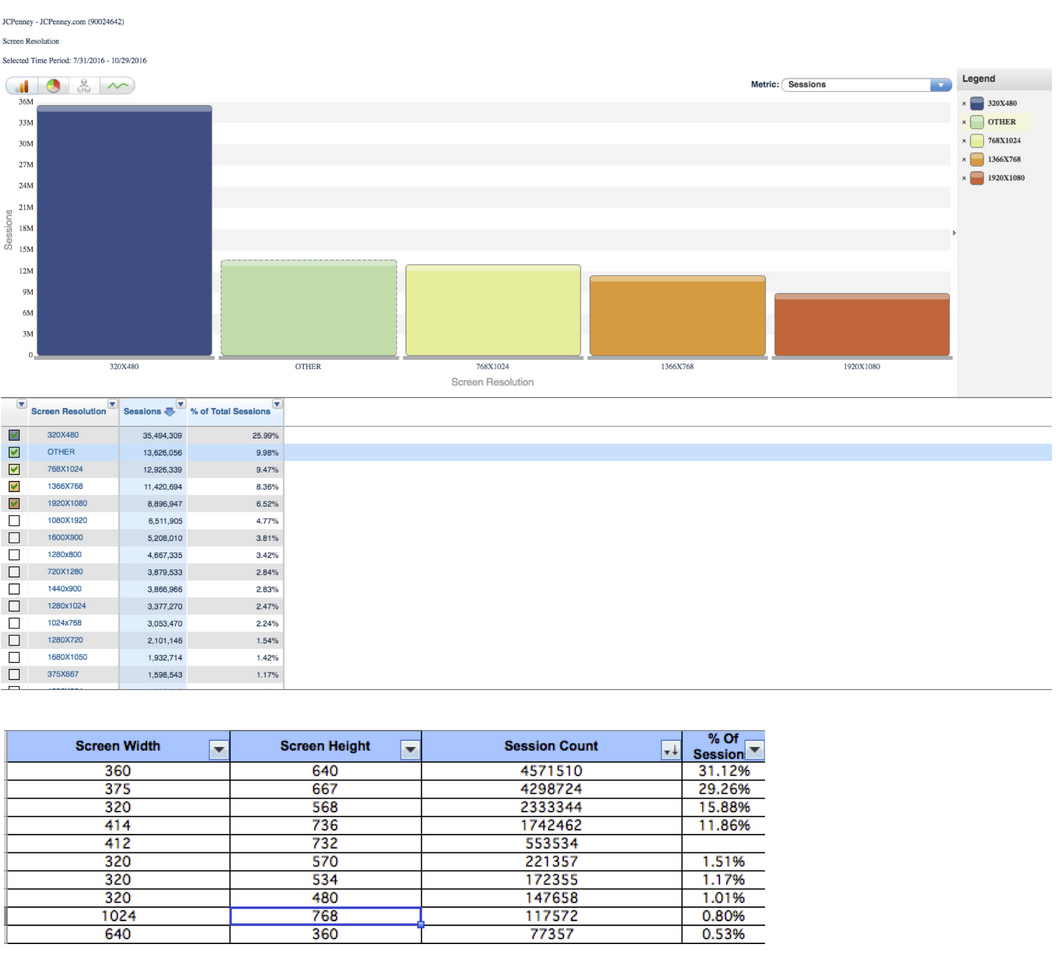 JCPenney - JCPenney.com (90024642)
Screen Resolution
Selected Time Period: 7/31/2016 - 10/29/2016
Metric: Sessions
Legend
320X480
OTHER
768X1024
1366X768
1920X1080
36M
33M
30M
27M
24M
21M
18M
15M
12M
9M
6M
3M
0
Sessions
320X480 OTHER 768X1024 1366X768 1920X1080
Screen Resolution
Screen Resolution Sessions % of Total Sessions
320X480 35,494,309 25.99%
OTHER 13,626,056 9.98%
768X1024 12,926,339 9.47%
1366X768 11,420,694 8.36%
1920X1080 8,896,947 6.52%
1080X1920 6,511,905 4.77%
1600X900 5,208,010 3.81%
1280x800 4,667,335 3.42%
720X1280 3,879,533 2.84%
1440x900 3,866,966 2.83%
1280x1024 3,377,270 2.47%
1024x768 3,053,470 2.24%
1280X720 2,101,146 1.54%
1680X1050 1,932,714 1.42%
375X667 1,598,543 1.17%
Screen Width Screen Height Session Count % Of Session
360 640 4571510 31.12%
375 667 4298724 29.26%
320 568 2333344 15.88%
414 736 1742462 11.86%
412 732 553534
320 570 221357 1.51%
320 534 172355 1.17%
320 480 147658 1.01%
1024 768 117572 0.80%
640 360 77357 0.53%